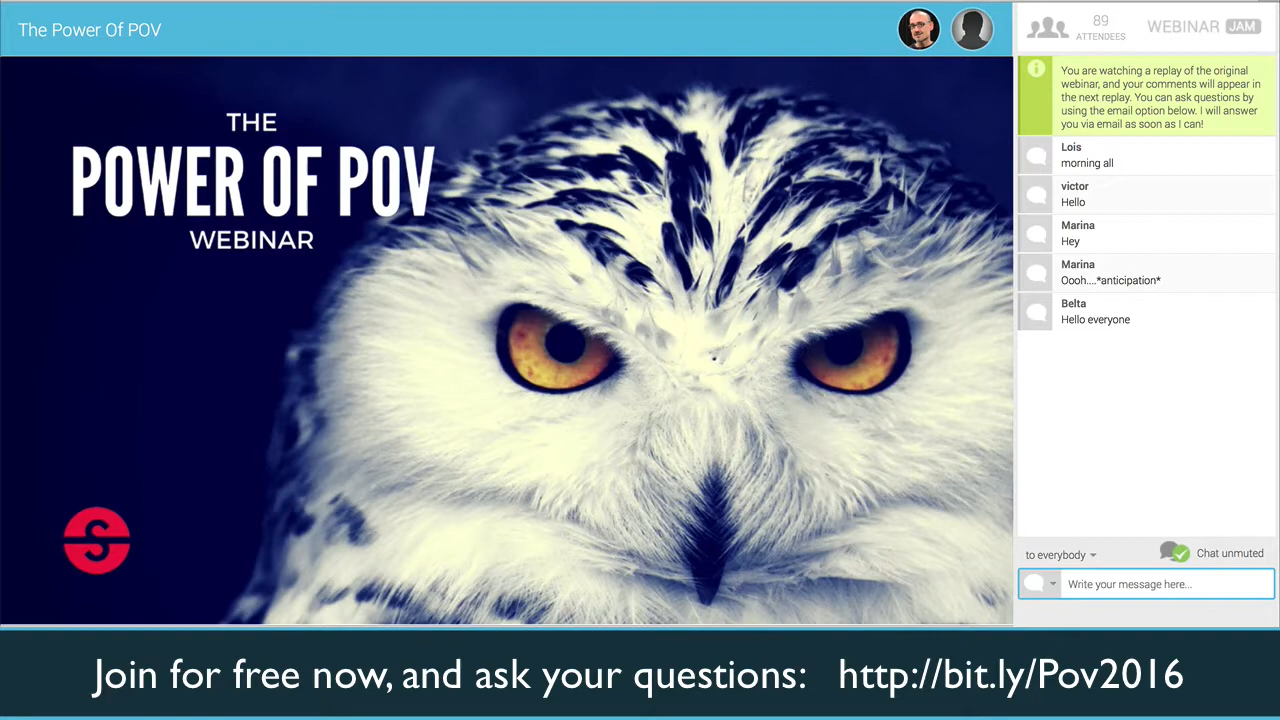 The Power Of POV
89
ATTENDEES
WEBINAR JAM
THE
POWER OF POV
WEBINAR
You are watching a replay of the original
webinar, and your comments will appear in
the next replay. You can ask questions by
using the email option below. I will answer
you via email as soon as I can!
Lois
morning all
victor
Hello
Marina
Hey
Marina
Oooh....*anticipation*
Belta
Hello everyone
to everybody
Chat unmuted
Write your message here...
Join for free now, and ask your questions: http://bit.ly/Pov2016